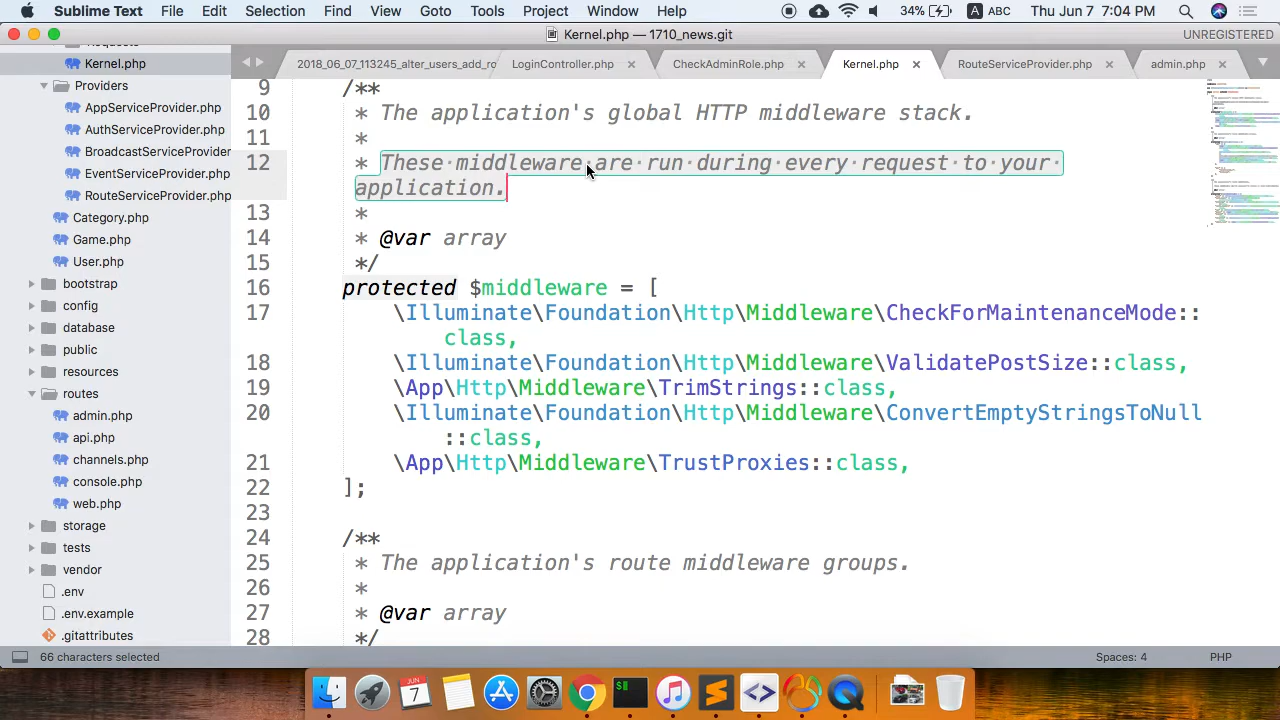 Sublime Text File Edit Selection Find View Goto Tools Project Window Help 34% A ABC Thu Jun 7 7:04 PM
Kernel.php — 1710_news.git UNREGISTERED
2018_06_07_113245_alter_users_add_ro LoginController.php CheckAdminRole.php Kernel.php RouteServiceProvider.php admin.php
Requests
Kernel.php
Providers
AppServiceProvider.php
AuthServiceProvider.php
BroadcastServiceProvider
EventServiceProvider.php
RouteServiceProvider.php
Category.php
Game.php
User.php
bootstrap
config
database
public
resources
routes
admin.php
api.php
channels.php
console.php
web.php
storage
tests
vendor
.env
.env.example
.gitattributes
9 /**
10 * The application's global HTTP middleware stack.
11 *
12 * These middleware are run during every request to your
application.
13 *
14 * @var array
15 */
16 protected $middleware = [
17 \Illuminate\Foundation\Http\Middleware\CheckForMaintenanceMode::
class,
18 \Illuminate\Foundation\Http\Middleware\ValidatePostSize::class,
19 \App\Http\Middleware\TrimStrings::class,
20 \Illuminate\Foundation\Http\Middleware\ConvertEmptyStringsToNull
::class,
21 \App\Http\Middleware\TrustProxies::class,
22 ];
23
24 /**
25 * The application's route middleware groups.
26 *
27 * @var array
28 */
66 characters selected Spaces: 4 PHP
JUN
7